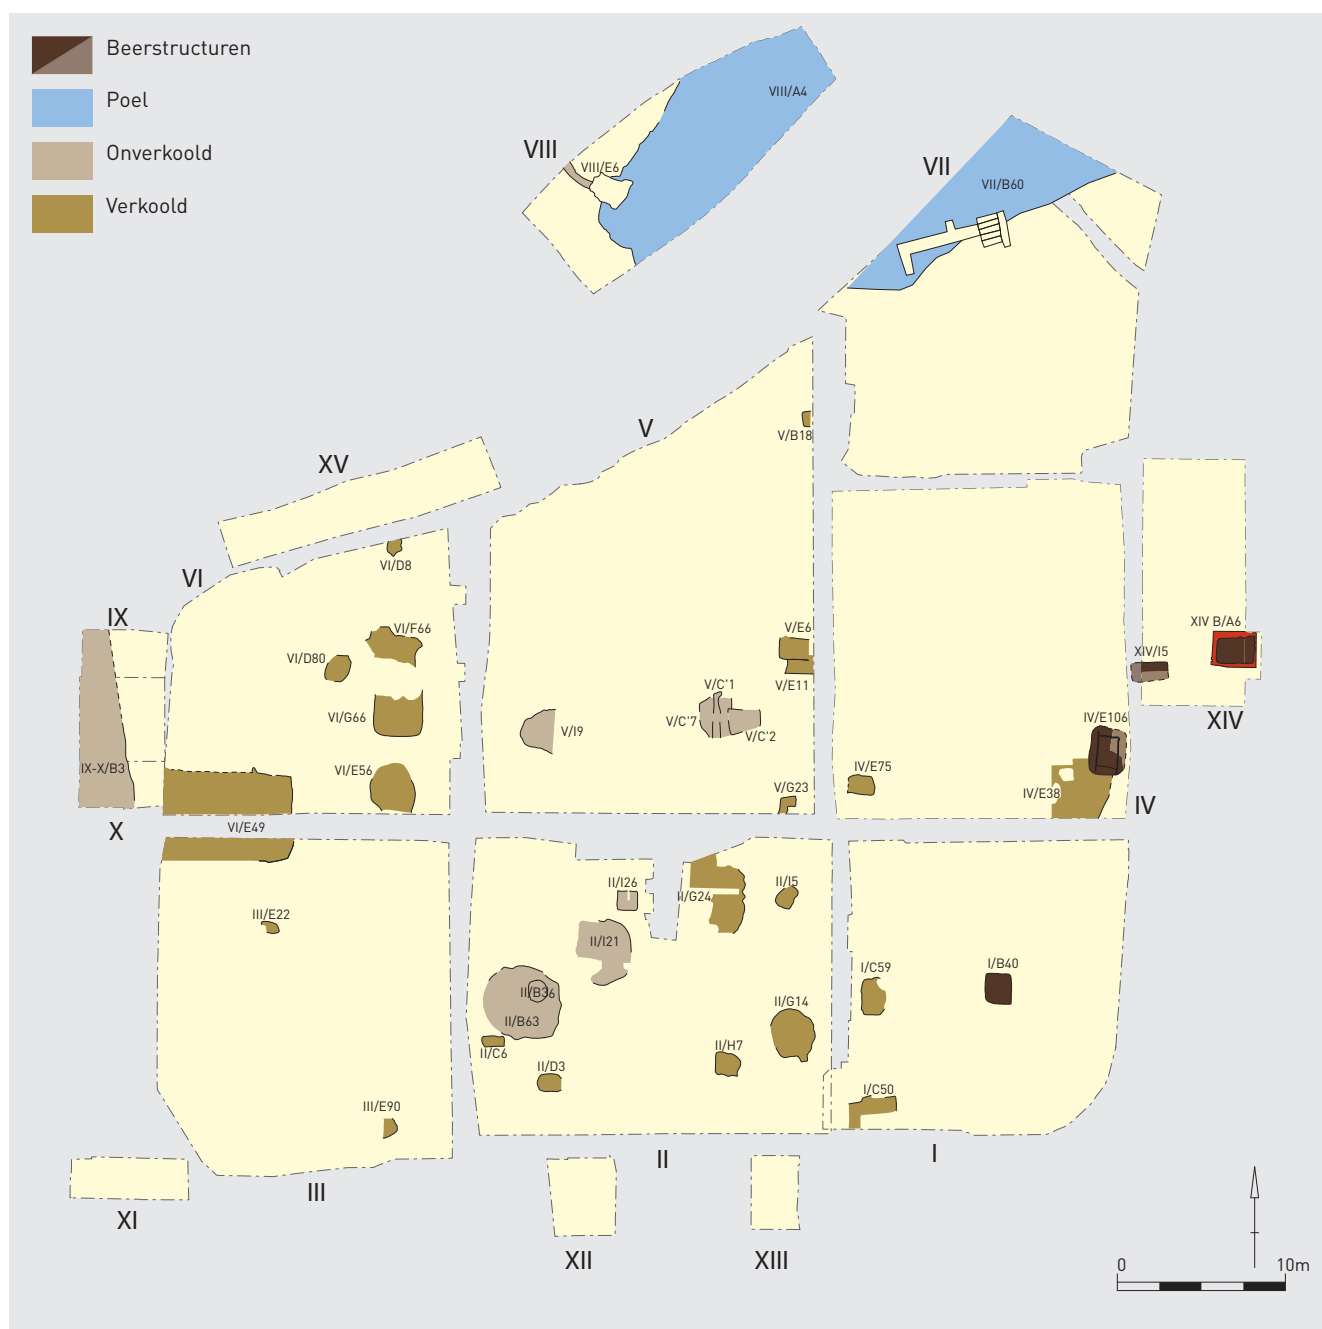 Beerstructuren
Poel
Onverkoold
Verkoold
VIII/A4
VIII
VIII/E6
VII
VII/B60
V
V/B18
XV
VI
VI/D8
IX
VI/F66
VI/D80
VI/G66
VI/E56
IX-X/B3
X
VI/E49
V/E6
V/E11
V/C'1
V/C'7
V/C'2
V/I9
V/G23
XIV B/A6
XIV/I5
XIV
IV/E106
IV/E75
IV/E38
IV
II/I26
II/G24
II/I5
III/E22
II/I21
I/C59
I/B40
II/B36
II/B63
II/G14
II/C6
II/D3
II/H7
I/C50
III/E90
II
I
III
XI
XII
XIII
0
10m